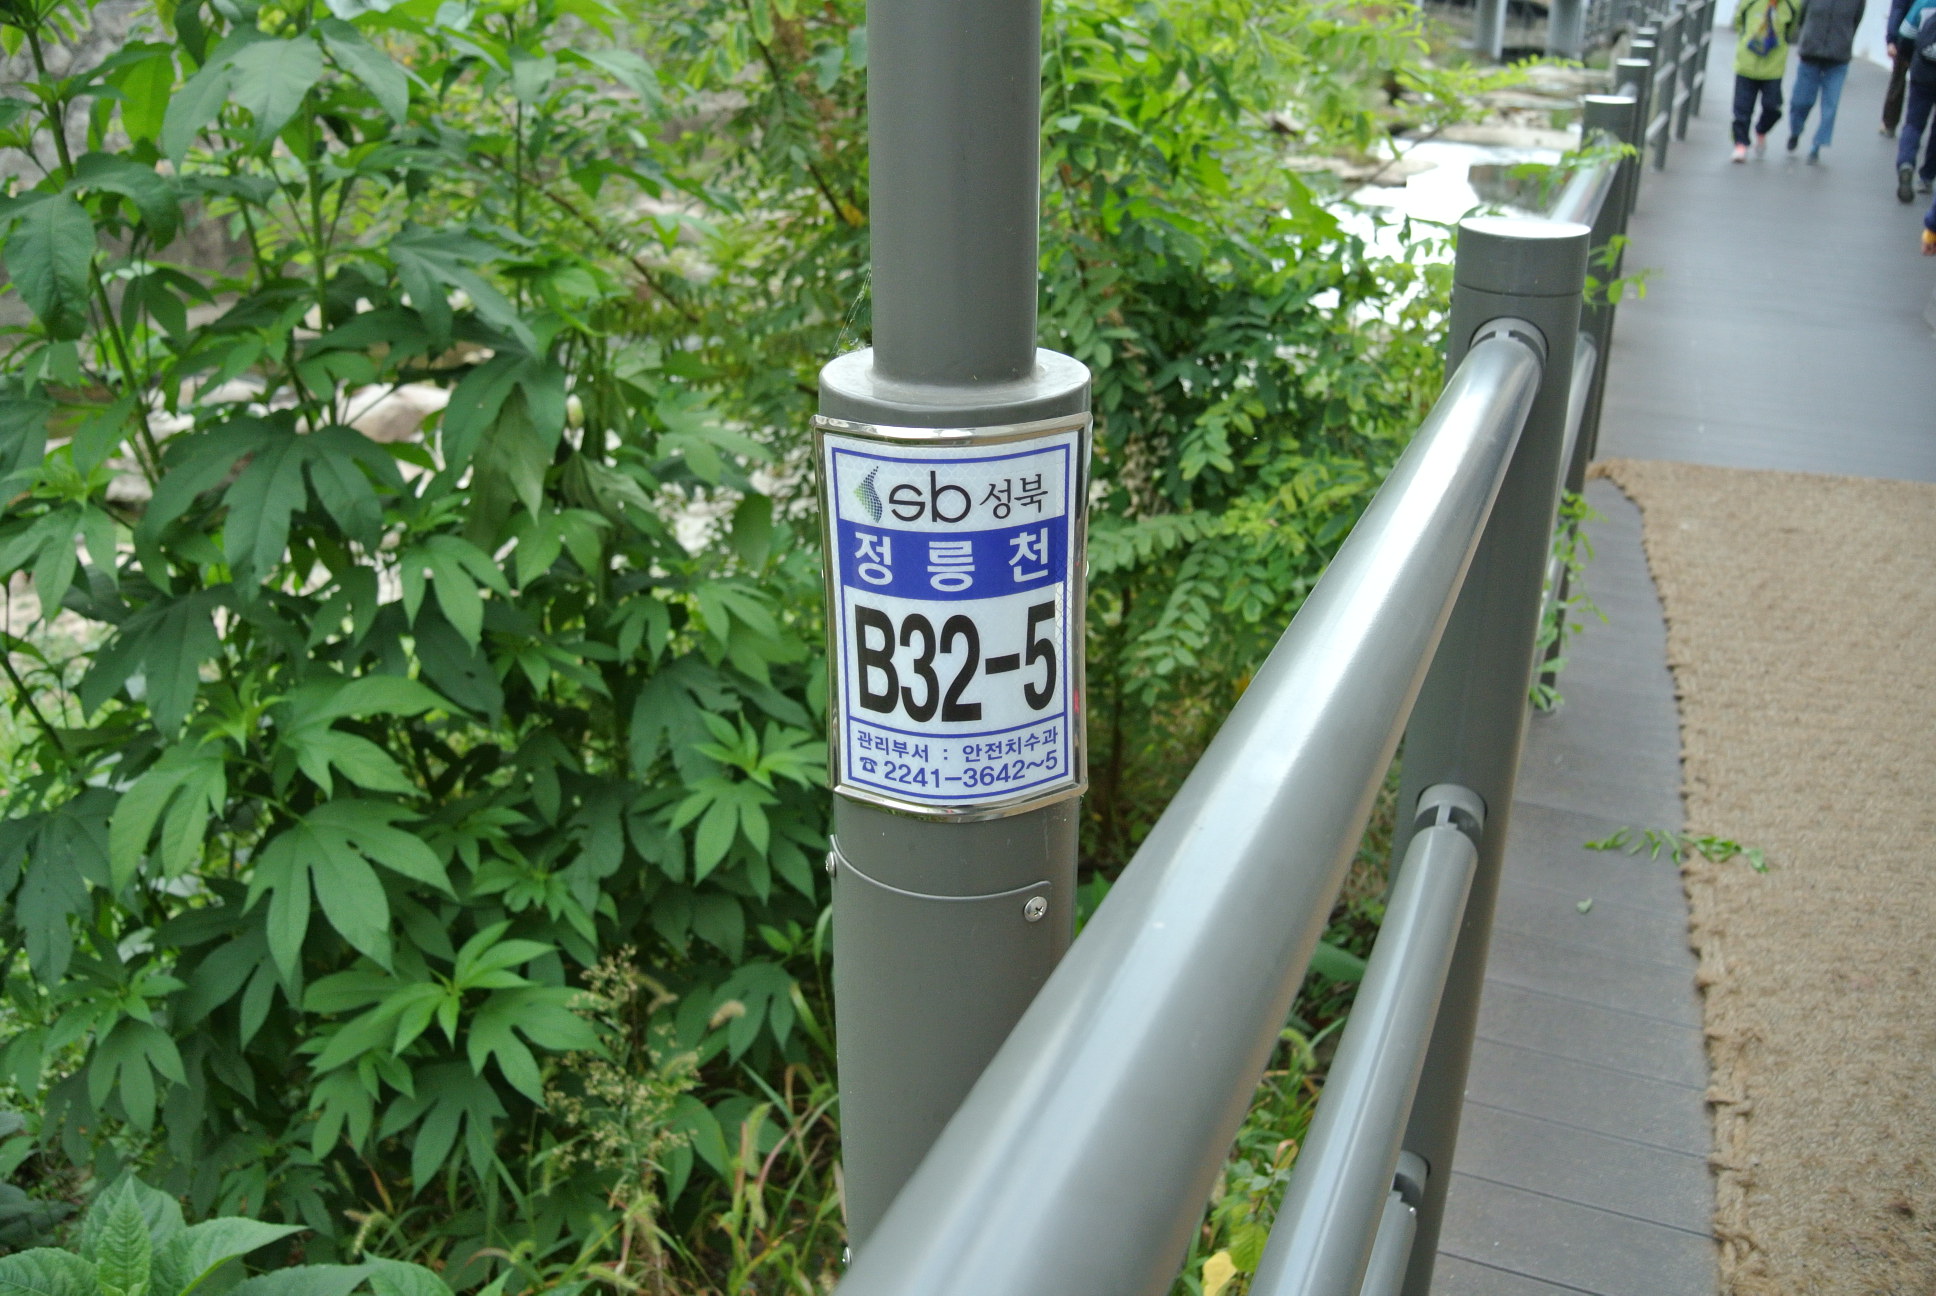 sb 성북
정릉천
B32-5
관리부서 : 안전치수과
☎ 2241-3642~5